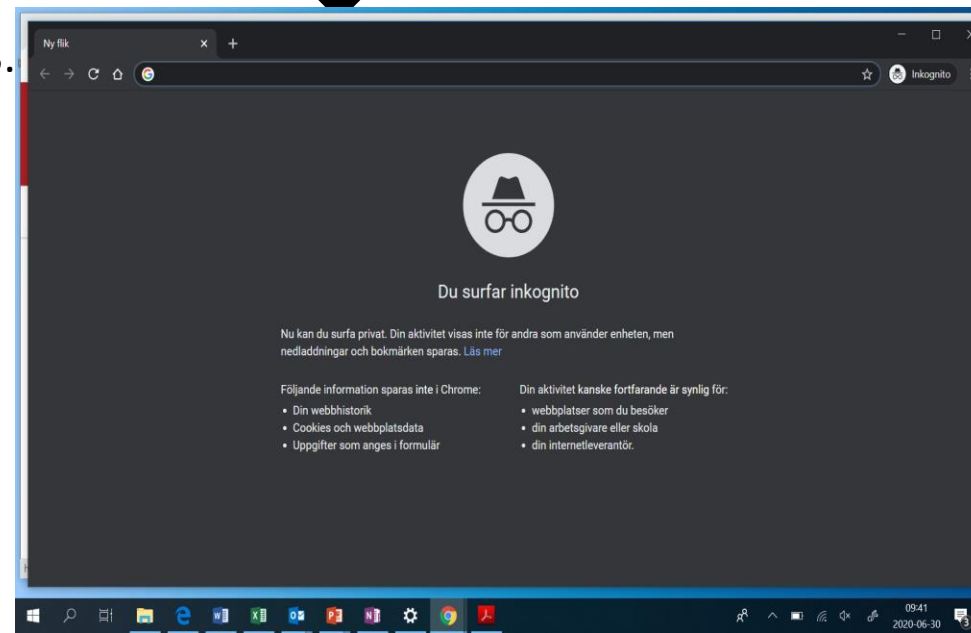 Ny flik
Inkognito
Du surfar inkognito
Nu kan du surfa privat. Din aktivitet visas inte för andra som använder enheten, men
nedladdningar och bokmärken sparas. Läs mer
Följande information sparas inte i Chrome:
• Din webbhistorik
• Cookies och webbplatsdata
• Uppgifter som anges i formulär
Din aktivitet kanske fortfarande är synlig för:
• webbplatser som du besöker
• din arbetsgivare eller skola
• din internetleverantör.
09:41
2020-06-30
3